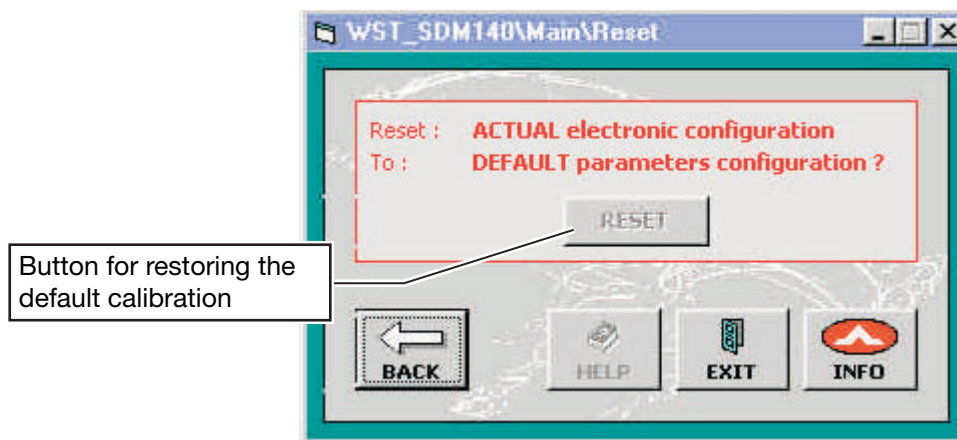 WST_SDM140\Main\Reset
Reset : ACTUAL electronic configuration
To : DEFAULT parameters configuration ?
RESET
Button for restoring the
default calibration
BACK
HELP
EXIT
INFO